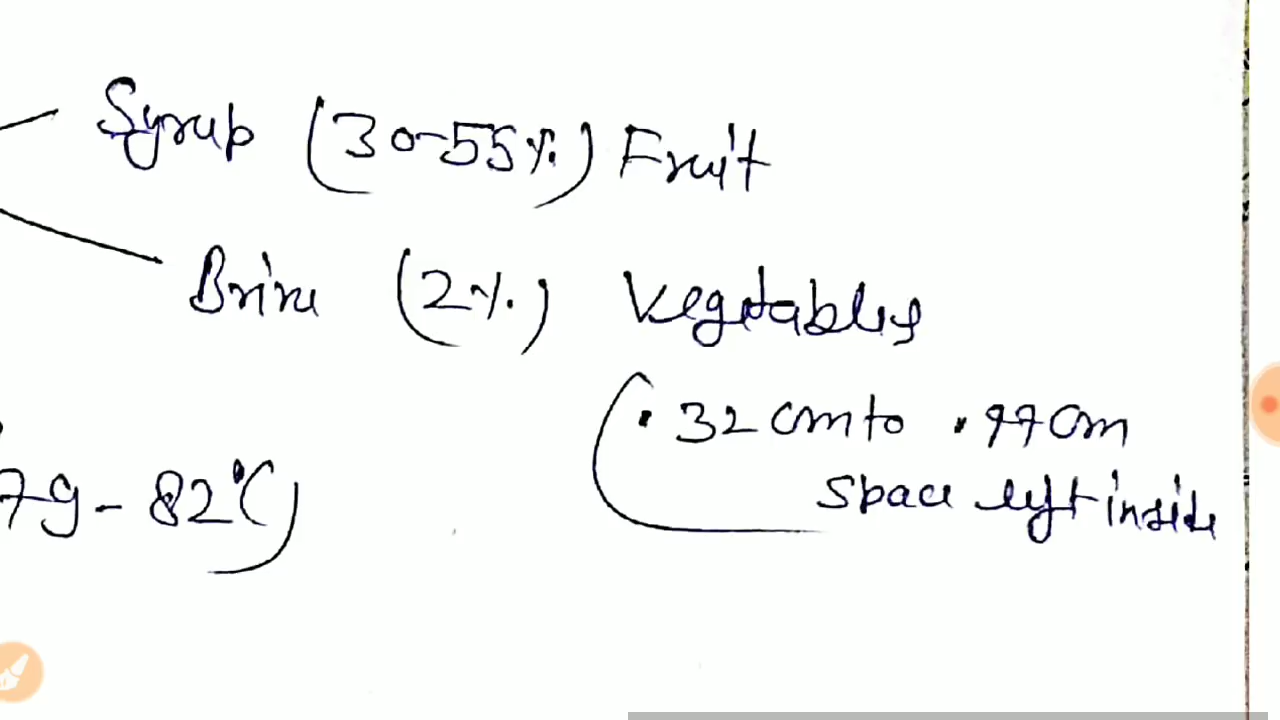 Syrup (30-55%) Fruit
Brine (2%) Vegetables
(.32 cm to .47 cm
space left inside
79 - 82°C)